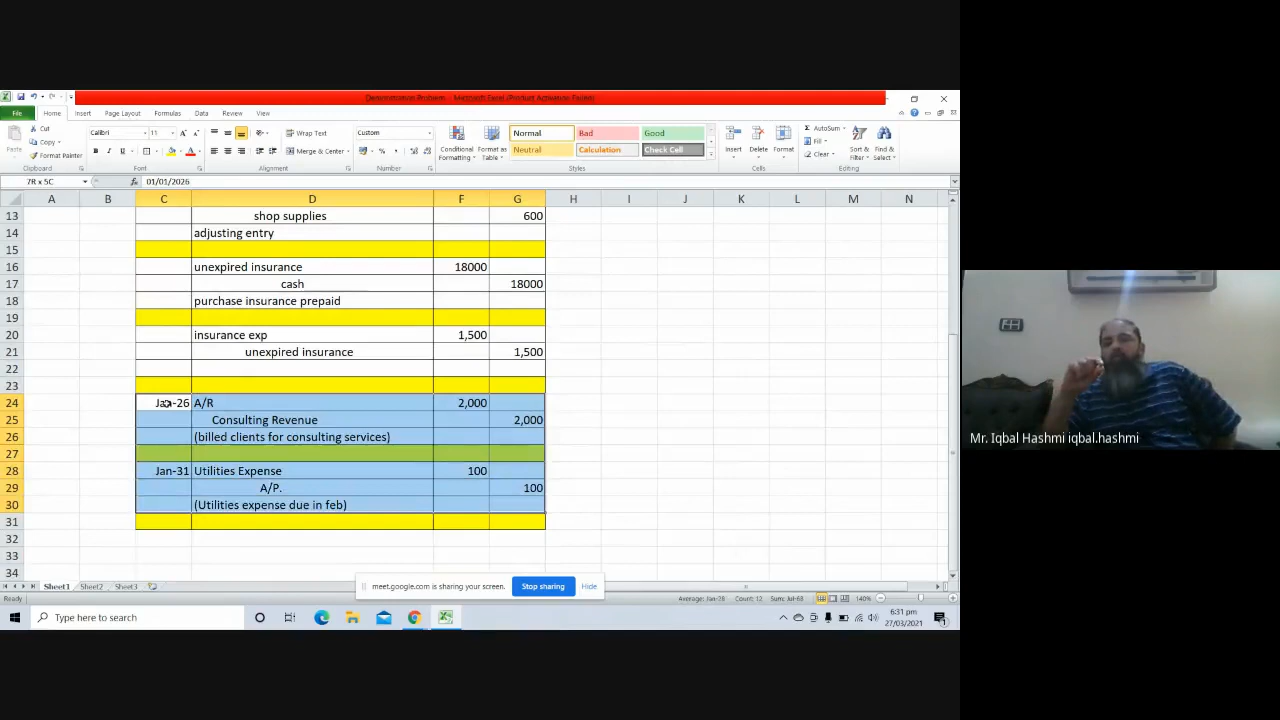 Demonstration Problem - Microsoft Excel (Product Activation Failed)
File Home Insert Page Layout Formulas Data Review View
Cut
Copy
Format Painter
Paste
Clipboard
Calibri 11
Font
Wrap Text
Merge & Center
Alignment
Custom
Number
Conditional Formatting
Format as Table
Normal Bad Good
Neutral Calculation Check Cell
Styles
Insert Delete Format
Cells
AutoSum
Fill
Clear
Sort & Filter
Find & Select
Editing
7R x 5C 01/01/2026
A B C D F G H I J K L M N
13 shop supplies 600
14 adjusting entry
15
16 unexpired insurance 18000
17 cash 18000
18 purchase insurance prepaid
19
20 insurance exp 1,500
21 unexpired insurance 1,500
22
23
24 Jan-26 A/R 2,000
25 Consulting Revenue 2,000
26 (billed clients for consulting services)
27
28 Jan-31 Utilities Expense 100
29 A/P. 100
30 (Utilities expense due in feb)
31
32
33
34
Sheet1 Sheet2 Sheet3
meet.google.com is sharing your screen. Stop sharing Hide
Ready Average: Jan-26 Count: 12 Sum: Jul-68 140%
Type here to search
6:31 pm
27/03/2021
Mr. Iqbal Hashmi iqbal.hashmi